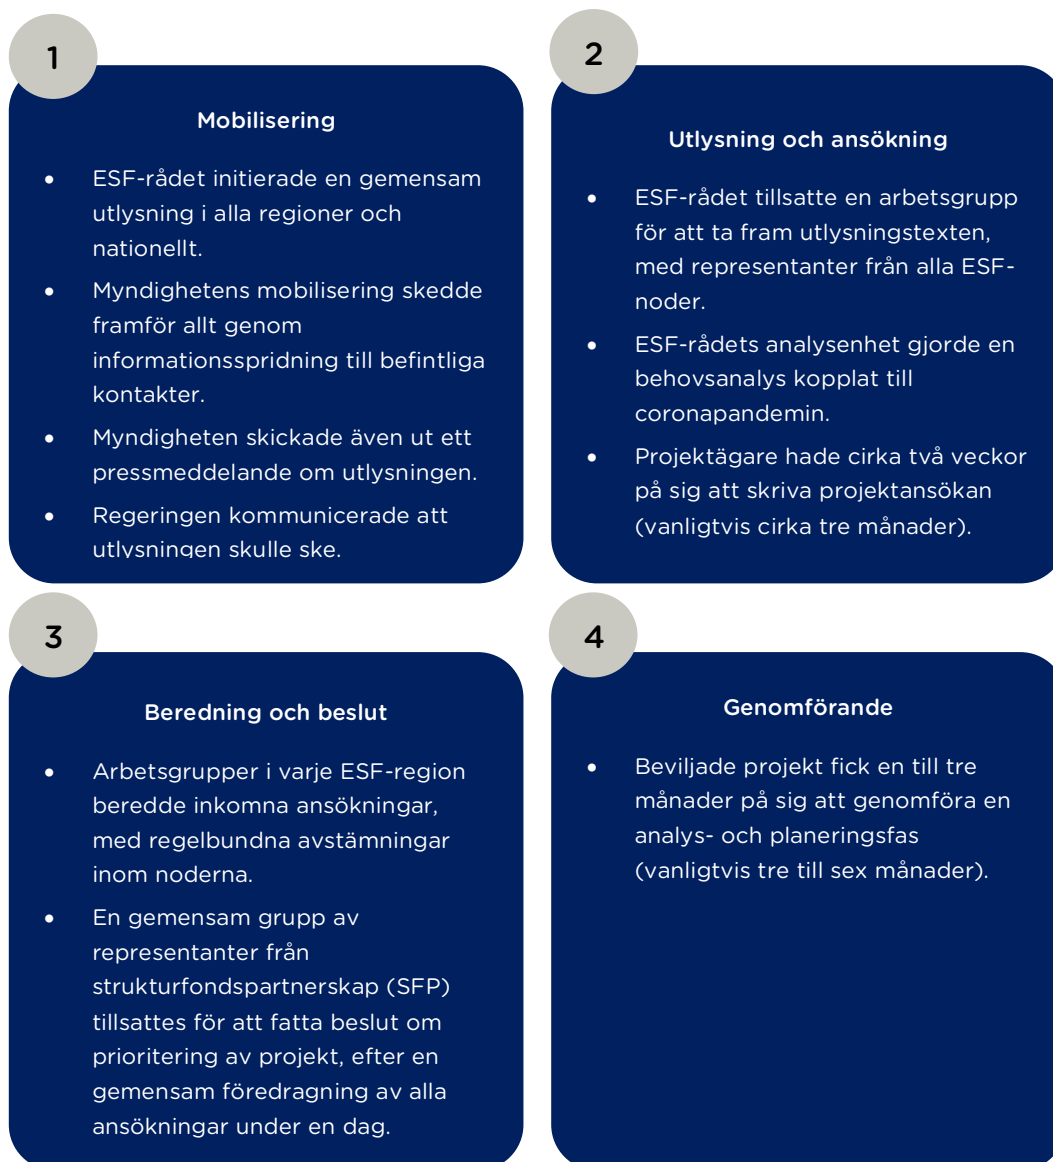 1
Mobilisering
• ESF-rådet initierade en gemensam
utlysning i alla regioner och
nationellt.
• Myndighetens mobilisering skedde
framför allt genom
informationsspridning till befintliga
kontakter.
• Myndigheten skickade även ut ett
pressmeddelande om utlysningen.
• Regeringen kommunicerade att
utlysningen skulle ske.
2
Utlysning och ansökning
• ESF-rådet tillsatte en arbetsgrupp
för att ta fram utlysningstexten,
med representanter från alla ESF-
noder.
• ESF-rådets analysenhet gjorde en
behovsanalys kopplat till
coronapandemin.
• Projektägare hade cirka två veckor
på sig att skriva projektansökan
(vanligtvis cirka tre månader).
3
Beredning och beslut
• Arbetsgrupper i varje ESF-region
beredde inkomna ansökningar,
med regelbundna avstämningar
inom noderna.
• En gemensam grupp av
representanter från
strukturfondspartnerskap (SFP)
tillsattes för att fatta beslut om
prioritering av projekt, efter en
gemensam föredragning av alla
ansökningar under en dag.
4
Genomförande
• Beviljade projekt fick en till tre
månader på sig att genomföra en
analys- och planeringsfas
(vanligtvis tre till sex månader).